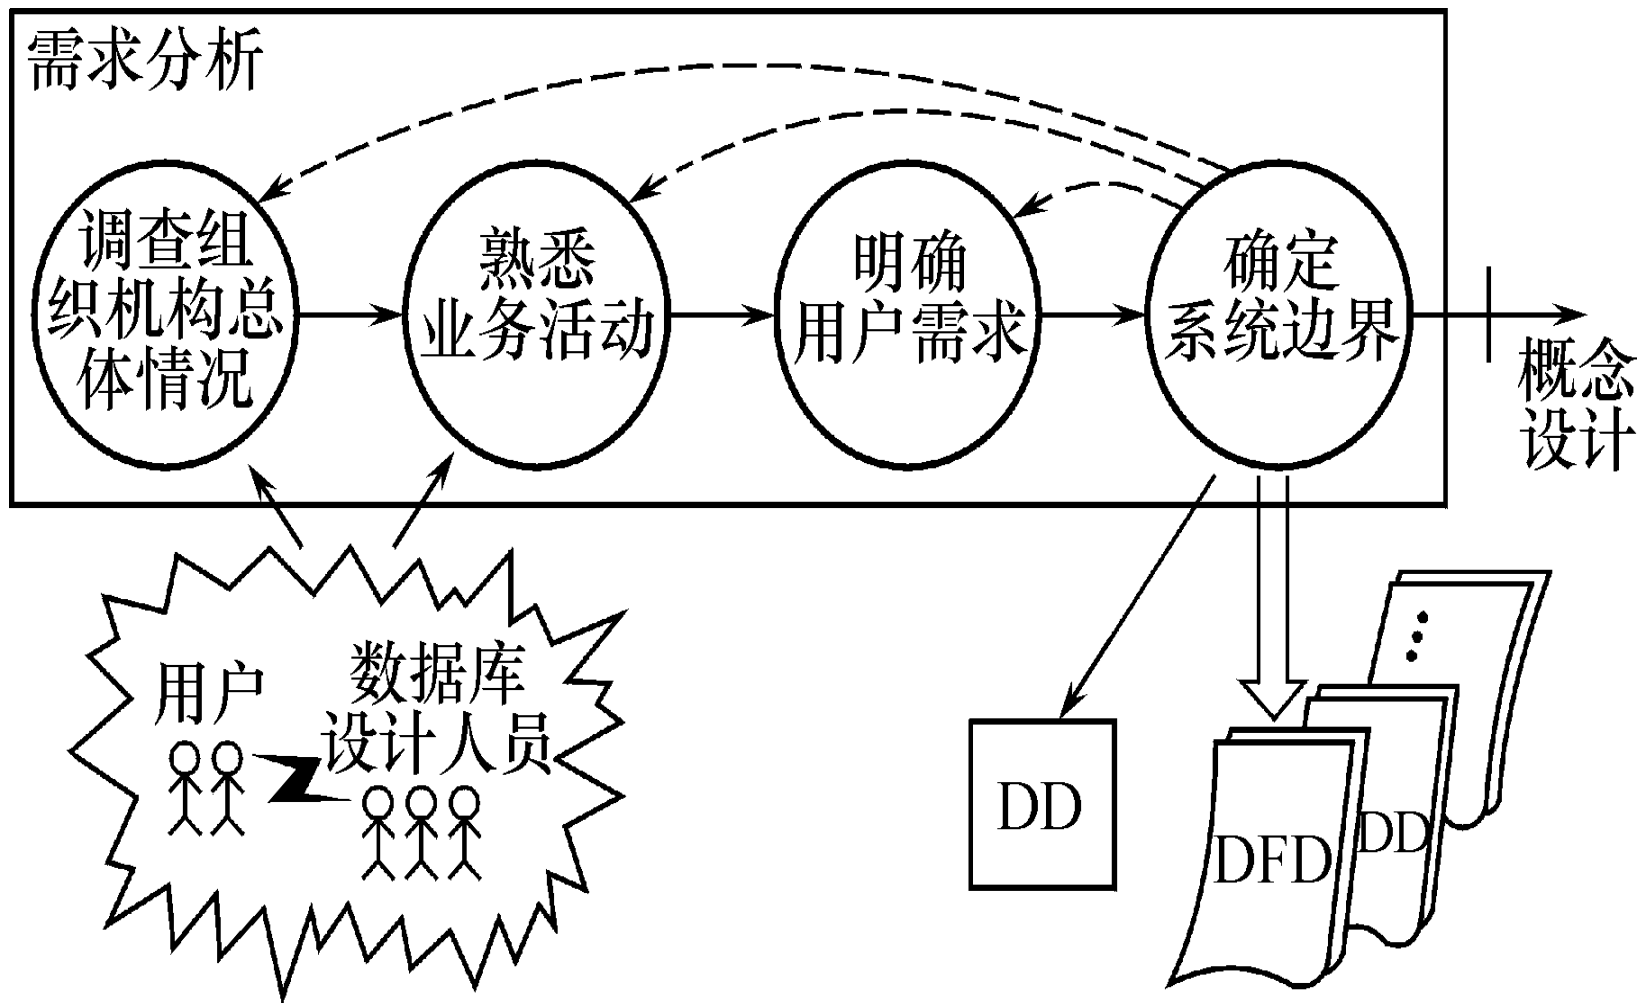 需求分析
调查组
织机构总
体情况
熟悉
业务活动
明确
用户需求
确定
系统边界
概念
设计
用户
数据库
设计人员
DD
DFD
DD